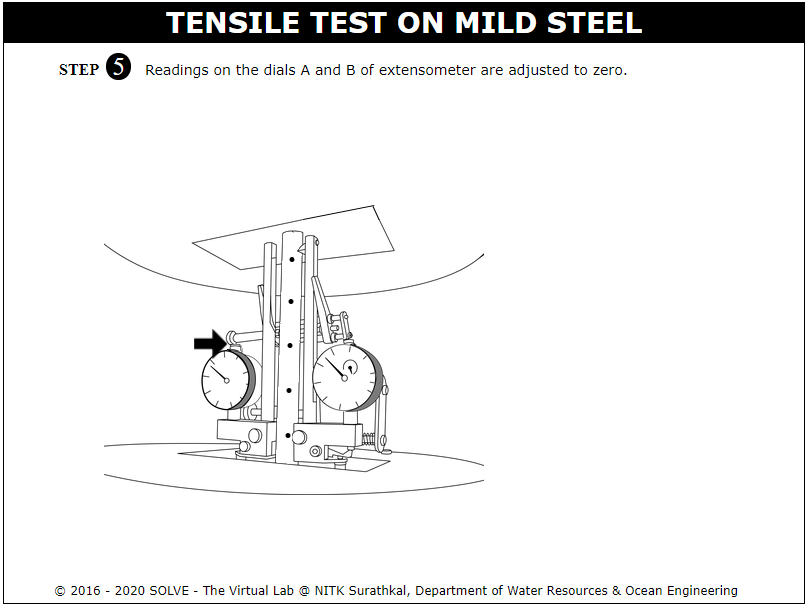 TENSILE TEST ON MILD STEEL
STEP 5 Readings on the dials A and B of extensometer are adjusted to zero.
© 2016 - 2020 SOLVE - The Virtual Lab @ NITK Surathkal, Department of Water Resources & Ocean Engineering